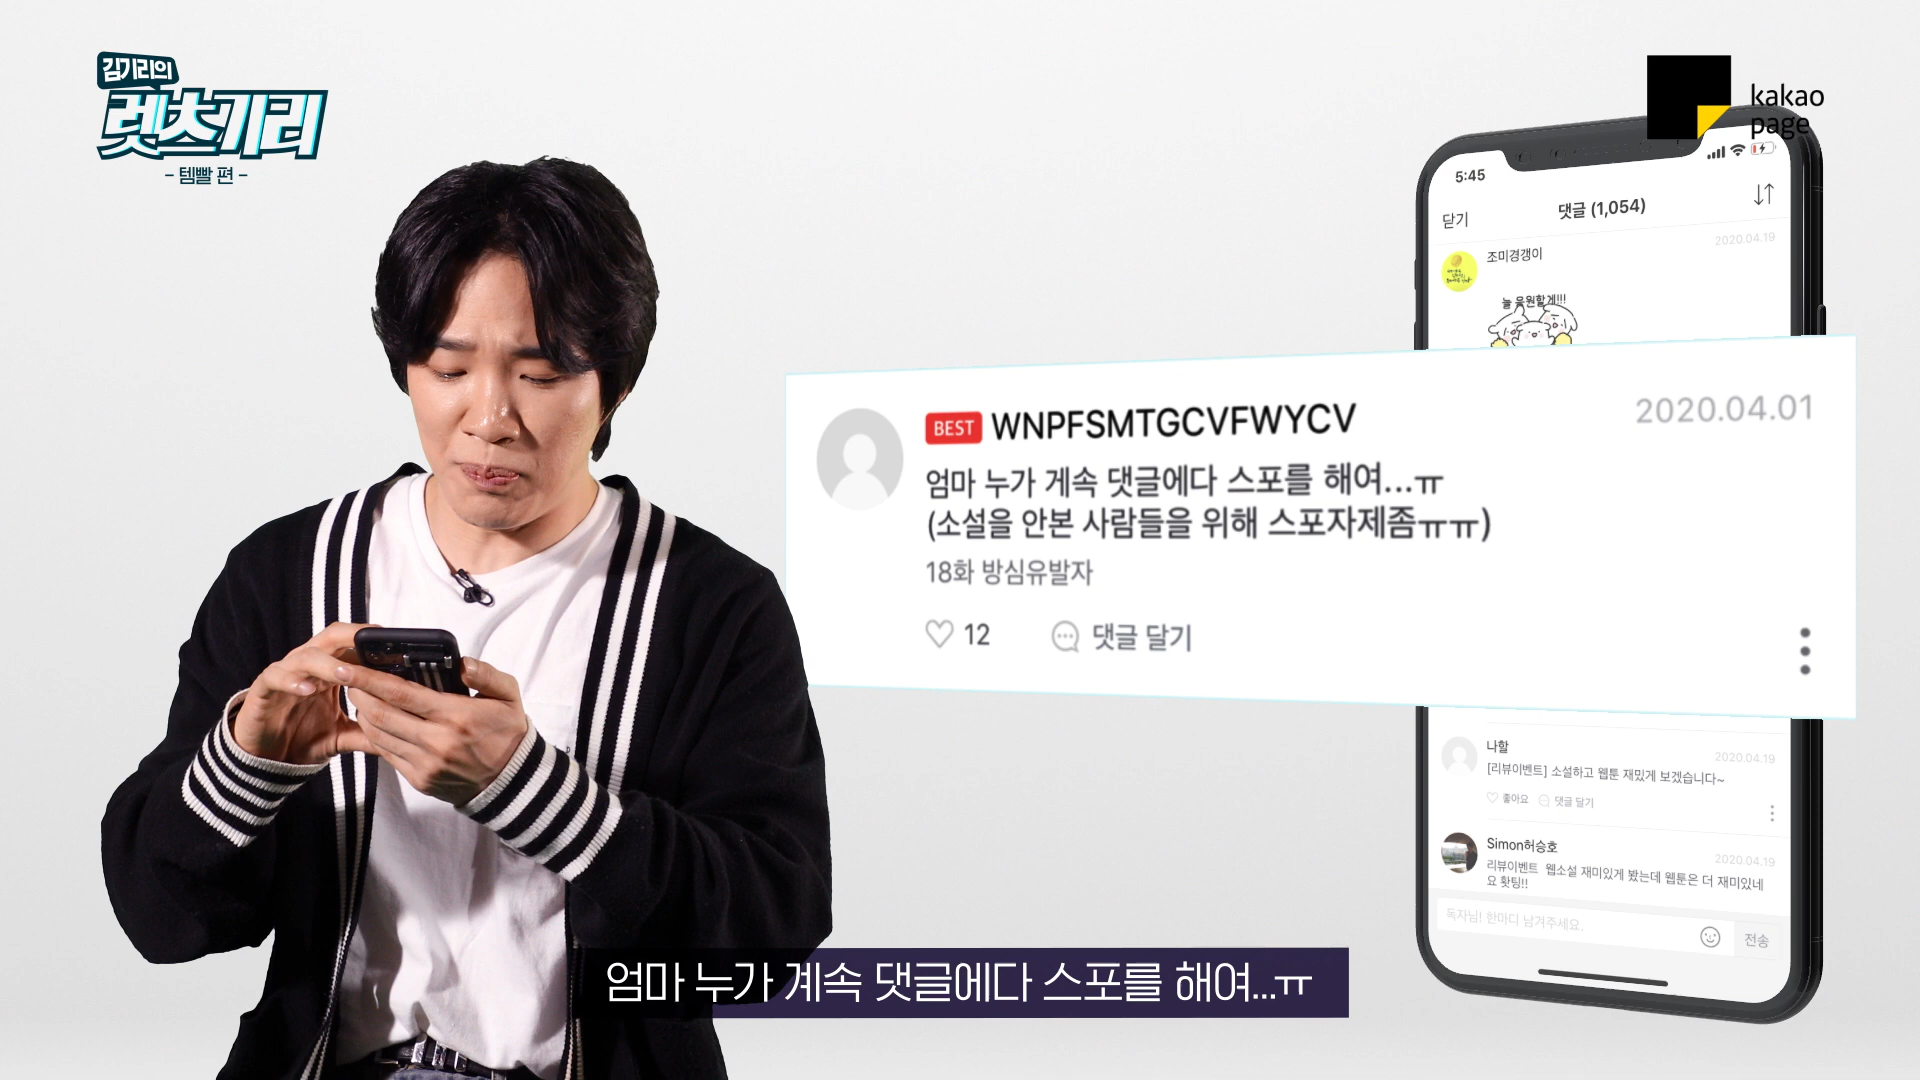 김기리의
렛츠기리
- 템빨 편 -
kakao
page
5:45
닫기
댓글 (1,054)
조미경갱이
2020.04.19
늘 응원할게!!!
BEST WNPFSMTGCVFWYCV
2020.04.01
엄마 누가 게속 댓글에다 스포를 해여...ㅠ
(소설을 안본 사람들을 위해 스포자제좀ㅠㅠ)
18화 방심유발자
12
댓글 달기
나할
2020.04.19
[리뷰이벤트] 소설하고 웹툰 재밌게 보겠습니다~
좋아요
댓글 달기
Simon허승호
2020.04.19
리뷰이벤트 웹소설 재미있게 봤는데 웹툰은 더 재미있네
요 홧팅!!
독자님! 한마디 남겨주세요.
전송
엄마 누가 계속 댓글에다 스포를 해여...ㅠ